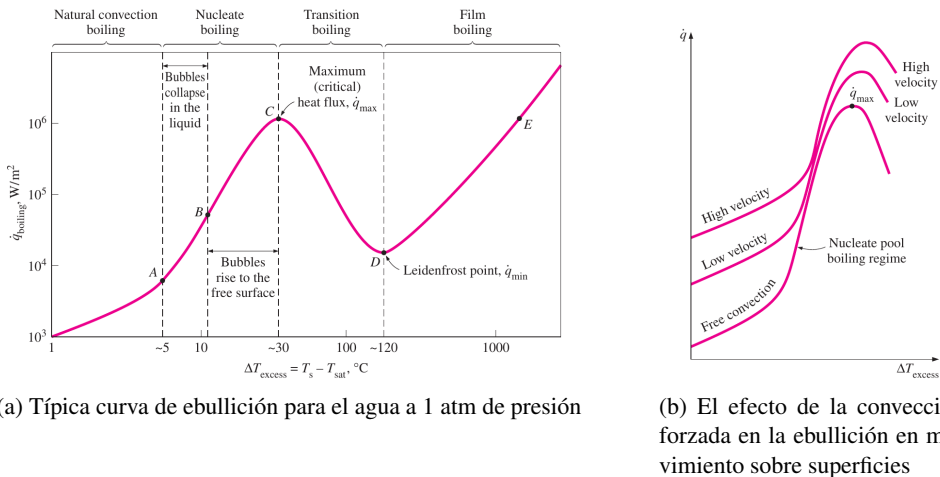 Natural convection
boiling
Nucleate
boiling
Transition
boiling
Film
boiling
Bubbles
collapse
in the
liquid
Maximum
(critical)
heat flux, q̇max
C
E
B
A
D
Bubbles
rise to the
free surface
Leidenfrost point, q̇min
q̇boiling, W/m²
10⁶
10⁵
10⁴
10³
1
~5
10
~30
100
~120
1000
ΔTexcess = Ts – Tsat, °C
(a) Típica curva de ebullición para el agua a 1 atm de presión
q̇
High
velocity
q̇max
Low
velocity
High velocity
Low velocity
Nucleate pool
boiling regime
Free convection
ΔTexcess
(b) El efecto de la convecci
forzada en la ebullición en m
vimiento sobre superficies